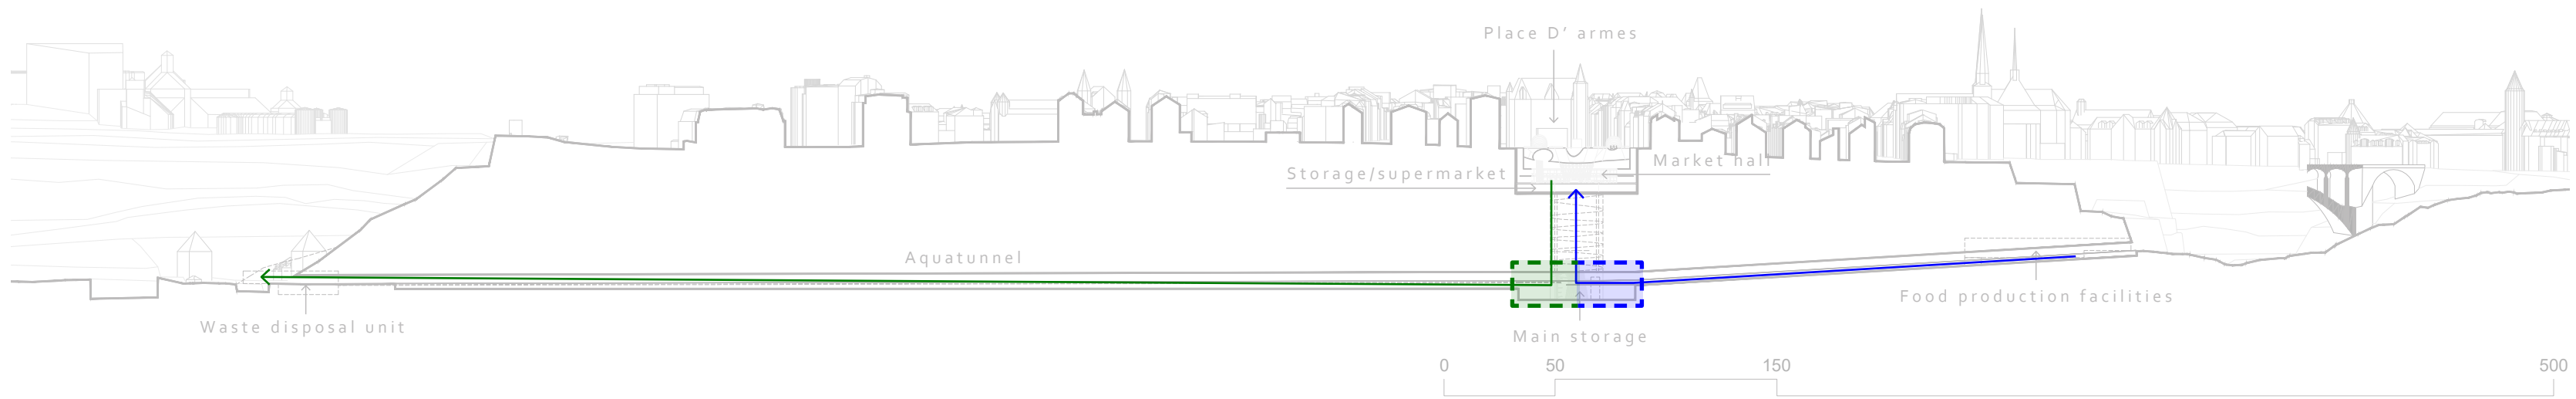 Place D’ armes
Market hall
Storage/supermarket
Aquatunnel
Food production facilities
Waste disposal unit
Main storage
0 50 150 500